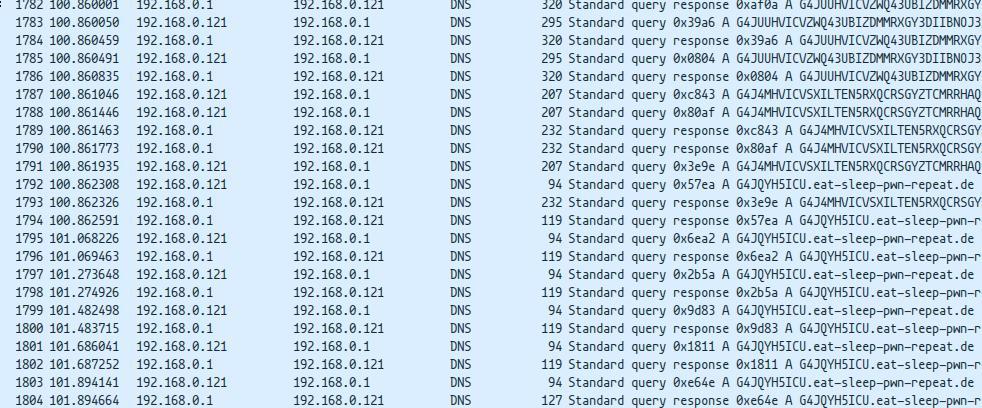 1782 100.860001 192.168.0.1 192.168.0.121 DNS 320 Standard query response 0xaf0a A G4JUUHVICVZWQ43UBIZDMMRXGY
1783 100.860050 192.168.0.121 192.168.0.1 DNS 295 Standard query 0x39a6 A G4JUUHVICVZWQ43UBIZDMMRXGY3DIIBNOJ3
1784 100.860459 192.168.0.1 192.168.0.121 DNS 320 Standard query response 0x39a6 A G4JUUHVICVZWQ43UBIZDMMRXGY
1785 100.860491 192.168.0.121 192.168.0.1 DNS 295 Standard query 0x0804 A G4JUUHVICVZWQ43UBIZDMMRXGY3DIIBNOJ3
1786 100.860835 192.168.0.1 192.168.0.121 DNS 320 Standard query response 0x0804 A G4JUUHVICVZWQ43UBIZDMMRXGY
1787 100.861046 192.168.0.121 192.168.0.1 DNS 207 Standard query 0xc843 A G4J4MHVICVSXILTEN5RXQCRSGYZTCMRRHAQ
1788 100.861446 192.168.0.121 192.168.0.1 DNS 207 Standard query 0x80af A G4J4MHVICVSXILTEN5RXQCRSGYZTCMRRHAQ
1789 100.861463 192.168.0.1 192.168.0.121 DNS 232 Standard query response 0xc843 A G4J4MHVICVSXILTEN5RXQCRSGY
1790 100.861773 192.168.0.1 192.168.0.121 DNS 232 Standard query response 0x80af A G4J4MHVICVSXILTEN5RXQCRSGY
1791 100.861935 192.168.0.121 192.168.0.1 DNS 207 Standard query 0x3e9e A G4J4MHVICVSXILTEN5RXQCRSGYZTCMRRHAQ
1792 100.862308 192.168.0.121 192.168.0.1 DNS 94 Standard query 0x57ea A G4JQYH5ICU.eat-sleep-pwn-repeat.de
1793 100.862326 192.168.0.1 192.168.0.121 DNS 232 Standard query response 0x3e9e A G4J4MHVICVSXILTEN5RXQCRSGY
1794 100.862591 192.168.0.1 192.168.0.121 DNS 119 Standard query response 0x57ea A G4JQYH5ICU.eat-sleep-pwn-r
1795 101.068226 192.168.0.121 192.168.0.1 DNS 94 Standard query 0x6ea2 A G4JQYH5ICU.eat-sleep-pwn-repeat.de
1796 101.069463 192.168.0.1 192.168.0.121 DNS 119 Standard query response 0x6ea2 A G4JQYH5ICU.eat-sleep-pwn-r
1797 101.273648 192.168.0.121 192.168.0.1 DNS 94 Standard query 0x2b5a A G4JQYH5ICU.eat-sleep-pwn-repeat.de
1798 101.274926 192.168.0.1 192.168.0.121 DNS 119 Standard query response 0x2b5a A G4JQYH5ICU.eat-sleep-pwn-r
1799 101.482498 192.168.0.121 192.168.0.1 DNS 94 Standard query 0x9d83 A G4JQYH5ICU.eat-sleep-pwn-repeat.de
1800 101.483715 192.168.0.1 192.168.0.121 DNS 119 Standard query response 0x9d83 A G4JQYH5ICU.eat-sleep-pwn-r
1801 101.686041 192.168.0.121 192.168.0.1 DNS 94 Standard query 0x1811 A G4JQYH5ICU.eat-sleep-pwn-repeat.de
1802 101.687252 192.168.0.1 192.168.0.121 DNS 119 Standard query response 0x1811 A G4JQYH5ICU.eat-sleep-pwn-r
1803 101.894141 192.168.0.121 192.168.0.1 DNS 94 Standard query 0xe64e A G4JQYH5ICU.eat-sleep-pwn-repeat.de
1804 101.894664 192.168.0.1 192.168.0.121 DNS 127 Standard query response 0xe64e A G4JQYH5ICU.eat-sleep-pwn-r